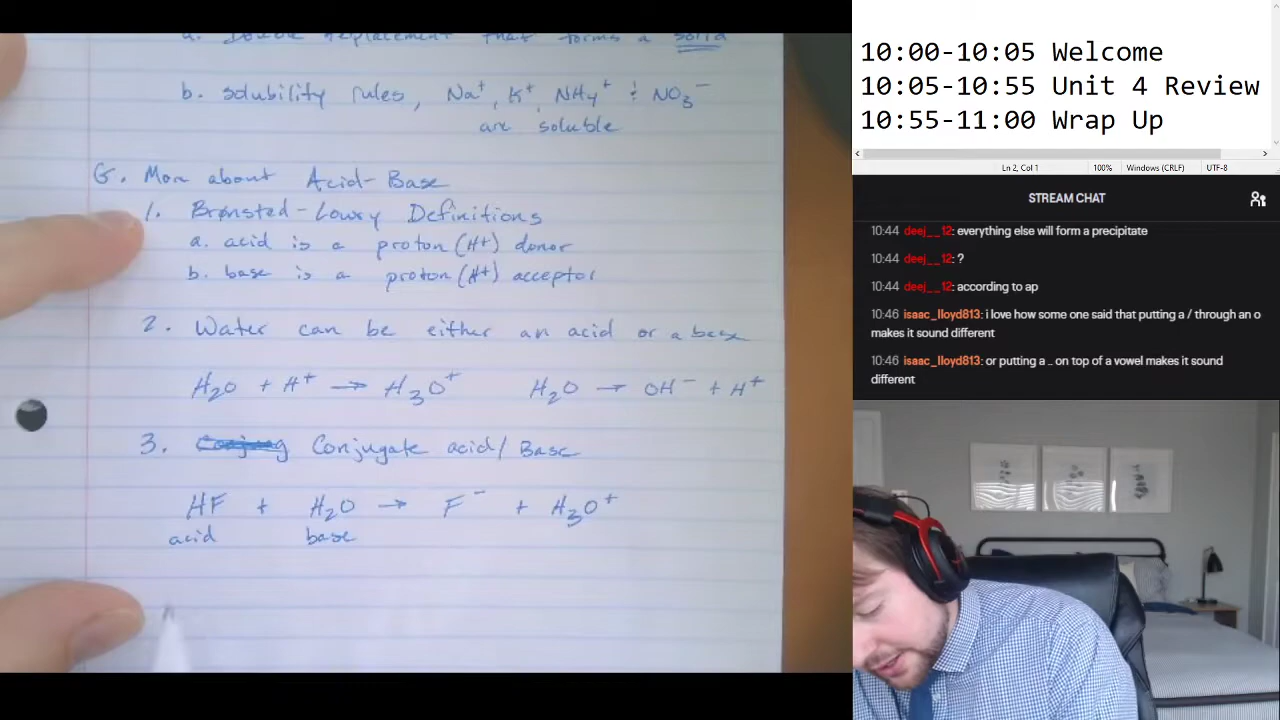 a. Double replacement that forms a solid
b. solubility rules, Na⁺, K⁺, NH4⁺ & NO3⁻
are soluble
G. More about Acid-Base
1. Brønsted-Lowry Definitions
a. acid is a proton (H+) donor
b. base is a proton (H+) acceptor
2. Water can be either an acid or a base
H2O + H+ → H3O+ H2O → OH⁻ + H+
3. Conjugate acid/Base
HF + H2O → F⁻ + H3O+
acid base
10:00-10:05 Welcome
10:05-10:55 Unit 4 Review
10:55-11:00 Wrap Up
Ln 2, Col 1 100% Windows (CRLF) UTF-8
STREAM CHAT
10:44 deej__12: everything else will form a precipitate
10:44 deej__12: ?
10:44 deej__12: according to ap
10:46 isaac_lloyd813: i love how some one said that putting a / through an o
makes it sound different
10:46 isaac_lloyd813: or putting a .. on top of a vowel makes it sound
different